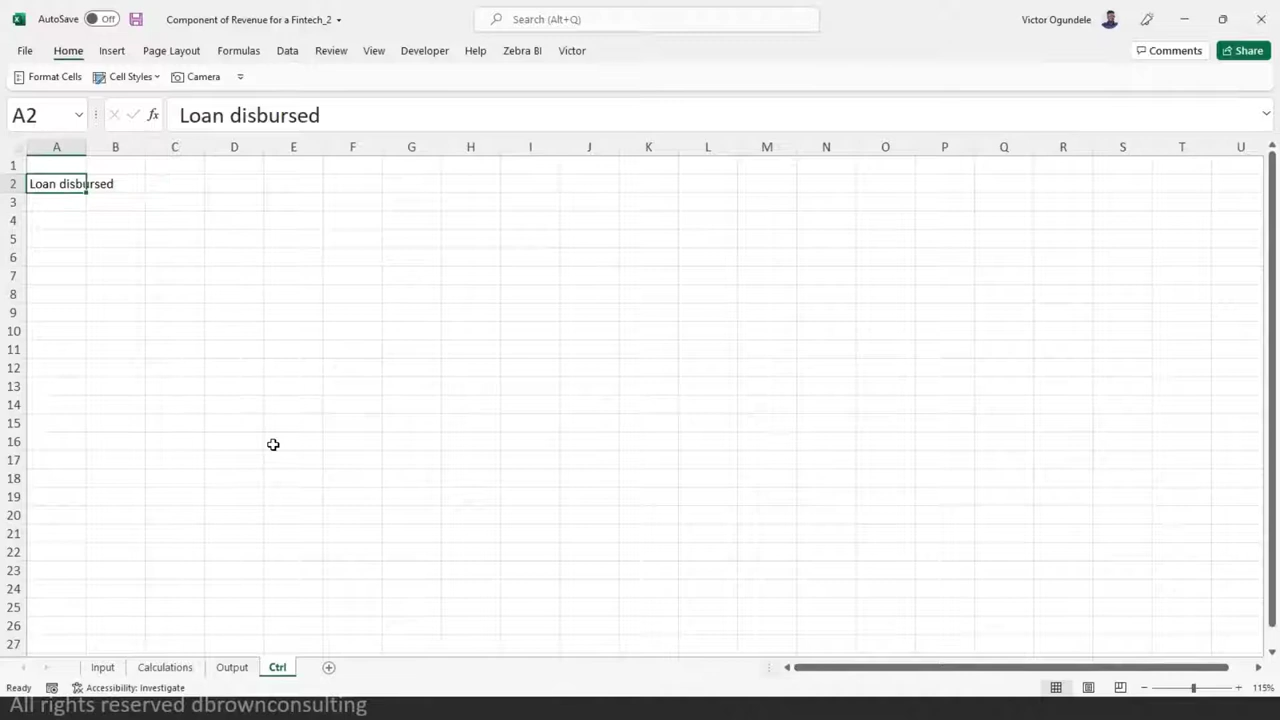 AutoSave Off Component of Revenue for a Fintech_2 Search (Alt+Q) Victor Ogundele
File Home Insert Page Layout Formulas Data Review View Developer Help Zebra BI Victor Comments Share
Format Cells Cell Styles Camera
A2 fx Loan disbursed
A B C D E F G H I J K L M N O P Q R S T U
1
2 Loan disbursed
3
4
5
6
7
8
9
10
11
12
13
14
15
16
17
18
19
20
21
22
23
24
25
26
27
Input Calculations Output Ctrl
Ready Accessibility: Investigate 115%
All rights reserved dbrownconsulting